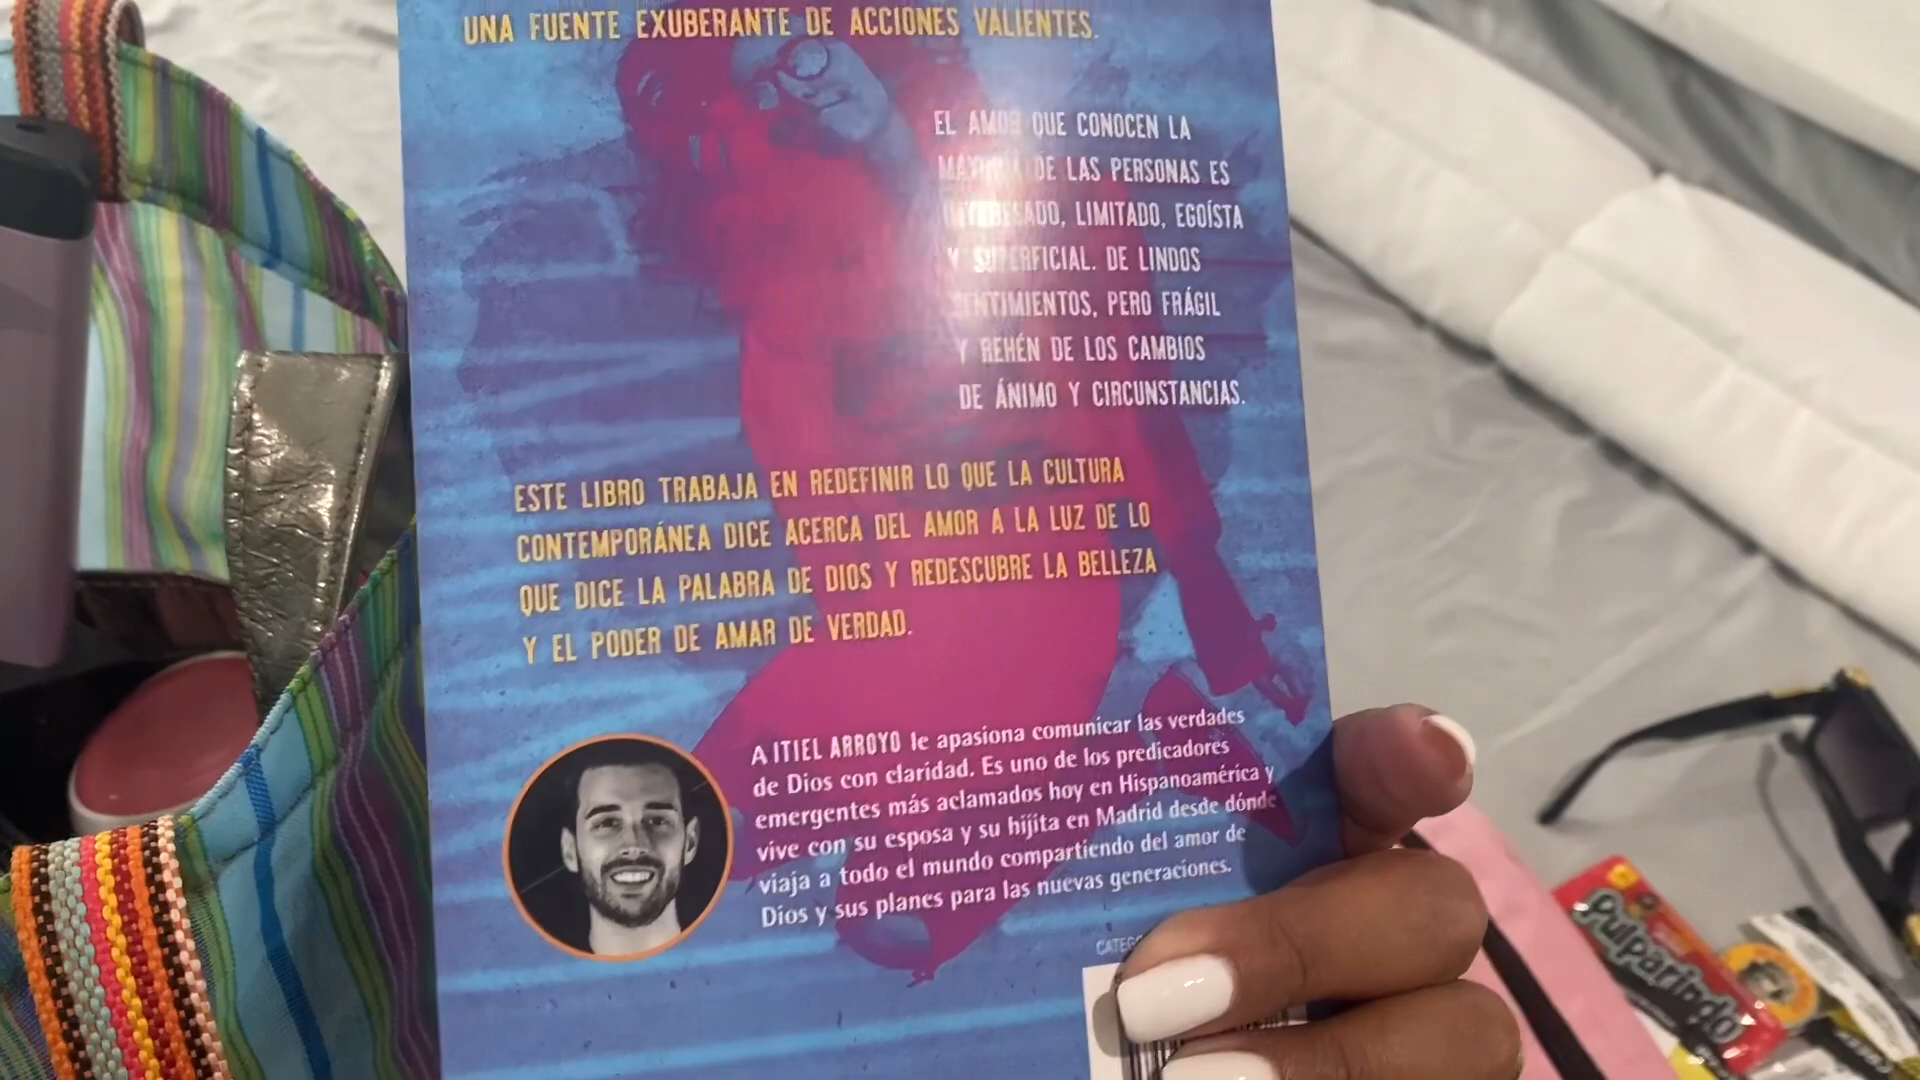 UNA FUENTE EXUBERANTE DE ACCIONES VALIENTES.
EL AMOR QUE CONOCEN LA
MAYORÍA DE LAS PERSONAS ES
INTERESADO, LIMITADO, EGOÍSTA
Y SUPERFICIAL. DE LINDOS
SENTIMIENTOS, PERO FRÁGIL
Y REHÉN DE LOS CAMBIOS
DE ÁNIMO Y CIRCUNSTANCIAS.
ESTE LIBRO TRABAJA EN REDEFINIR LO QUE LA CULTURA
CONTEMPORÁNEA DICE ACERCA DEL AMOR A LA LUZ DE LO
QUE DICE LA PALABRA DE DIOS Y REDESCUBRE LA BELLEZA
Y EL PODER DE AMAR DE VERDAD.
A ITIEL ARROYO le apasiona comunicar las verdades
de Dios con claridad. Es uno de los predicadores
emergentes más aclamados hoy en Hispanoamérica y
vive con su esposa y su hijita en Madrid desde dónde
viaja a todo el mundo compartiendo del amor de
Dios y sus planes para las nuevas generaciones.
CATEG
Pulparindo